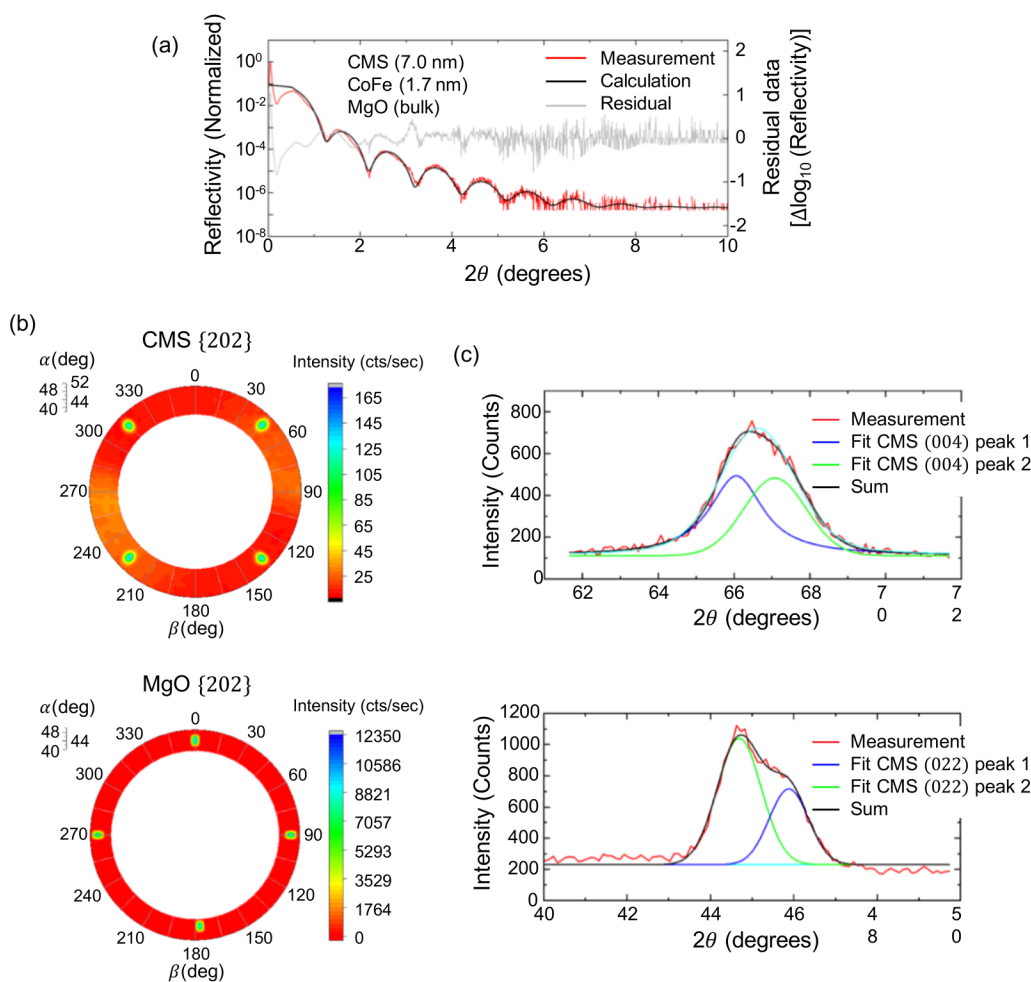 (a)
10⁰
10⁻²
10⁻⁴
10⁻⁶
10⁻⁸
Reflectivity (Normalized)
CMS (7.0 nm)
CoFe (1.7 nm)
MgO (bulk)
Measurement
Calculation
Residual
2
1
0
-1
-2
Residual data
[Δlog₁₀(Reflectivity)]
0 2 4 6 8 10
2θ (degrees)
(b)
CMS {202}
α(deg)
48 52
40 44
0
30
60
90
120
150
180
210
240
270
300
330
β(deg)
Intensity (cts/sec)
165
145
125
105
85
65
45
25
MgO {202}
α(deg)
48
40 44
0
30
60
90
120
150
180
210
240
270
300
330
β(deg)
Intensity (cts/sec)
12350
10586
8821
7057
5293
3529
1764
0
(c)
800
600
400
200
0
Intensity (Counts)
Measurement
Fit CMS (004) peak 1
Fit CMS (004) peak 2
Sum
62 64 66 68 7 7
0 2
2θ (degrees)
1200
1000
800
600
400
200
0
Intensity (Counts)
Measurement
Fit CMS (022) peak 1
Fit CMS (022) peak 2
Sum
40 42 44 46 4 5
8 0
2θ (degrees)